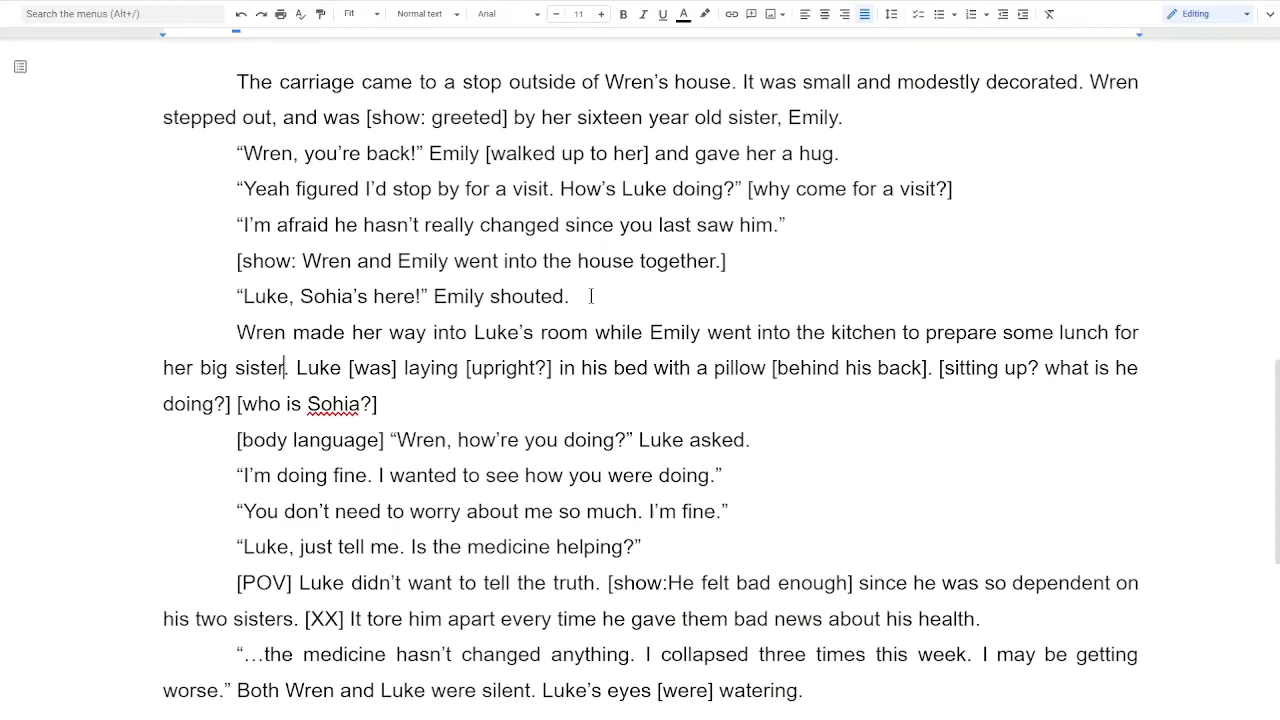 Search the menus (Alt+/) Fit Normal text Arial 11 B I U A Editing
The carriage came to a stop outside of Wren’s house. It was small and modestly decorated. Wren
stepped out, and was [show: greeted] by her sixteen year old sister, Emily.
“Wren, you’re back!” Emily [walked up to her] and gave her a hug.
“Yeah figured I’d stop by for a visit. How’s Luke doing?” [why come for a visit?]
“I’m afraid he hasn’t really changed since you last saw him.”
[show: Wren and Emily went into the house together.]
“Luke, Sohia’s here!” Emily shouted.
Wren made her way into Luke’s room while Emily went into the kitchen to prepare some lunch for
her big sister. Luke [was] laying [upright?] in his bed with a pillow [behind his back]. [sitting up? what is he
doing?] [who is Sohia?]
[body language] “Wren, how’re you doing?” Luke asked.
“I’m doing fine. I wanted to see how you were doing.”
“You don’t need to worry about me so much. I’m fine.”
“Luke, just tell me. Is the medicine helping?”
[POV] Luke didn’t want to tell the truth. [show:He felt bad enough] since he was so dependent on
his two sisters. [XX] It tore him apart every time he gave them bad news about his health.
“…the medicine hasn’t changed anything. I collapsed three times this week. I may be getting
worse.” Both Wren and Luke were silent. Luke’s eyes [were] watering.